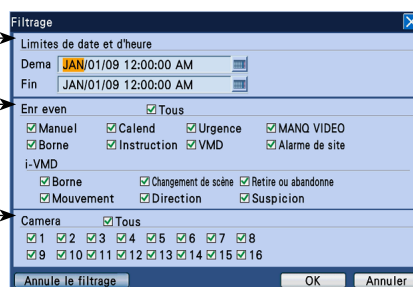 Filtrage
Limites de date et d'heure
Dema JAN/01/09 12:00:00 AM
Fin JAN/01/09 12:00:00 AM
Enr even Tous
Manuel Calend Urgence MANQ VIDEO
Borne Instruction VMD Alarme de site
i-VMD
Borne Changement de scène Retire ou abandonne
Mouvement Direction Suspicion
Camera Tous
1 2 3 4 5 6 7 8
9 10 11 12 13 14 15 16
Annule le filtrage OK Annuler